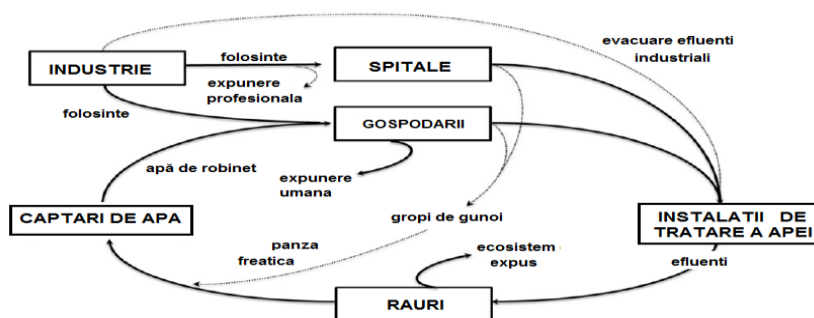 evacuare efluenti
industriali
folosinte
INDUSTRIE
SPITALE
expunere
profesionala
folosinte
GOSPODARII
apă de robinet
expunere
umana
CAPTARI DE APA
gropi de gunoi
INSTALATII DE
TRATARE A APEI
panza
freatica
ecosistem
expus
efluenti
RAURI